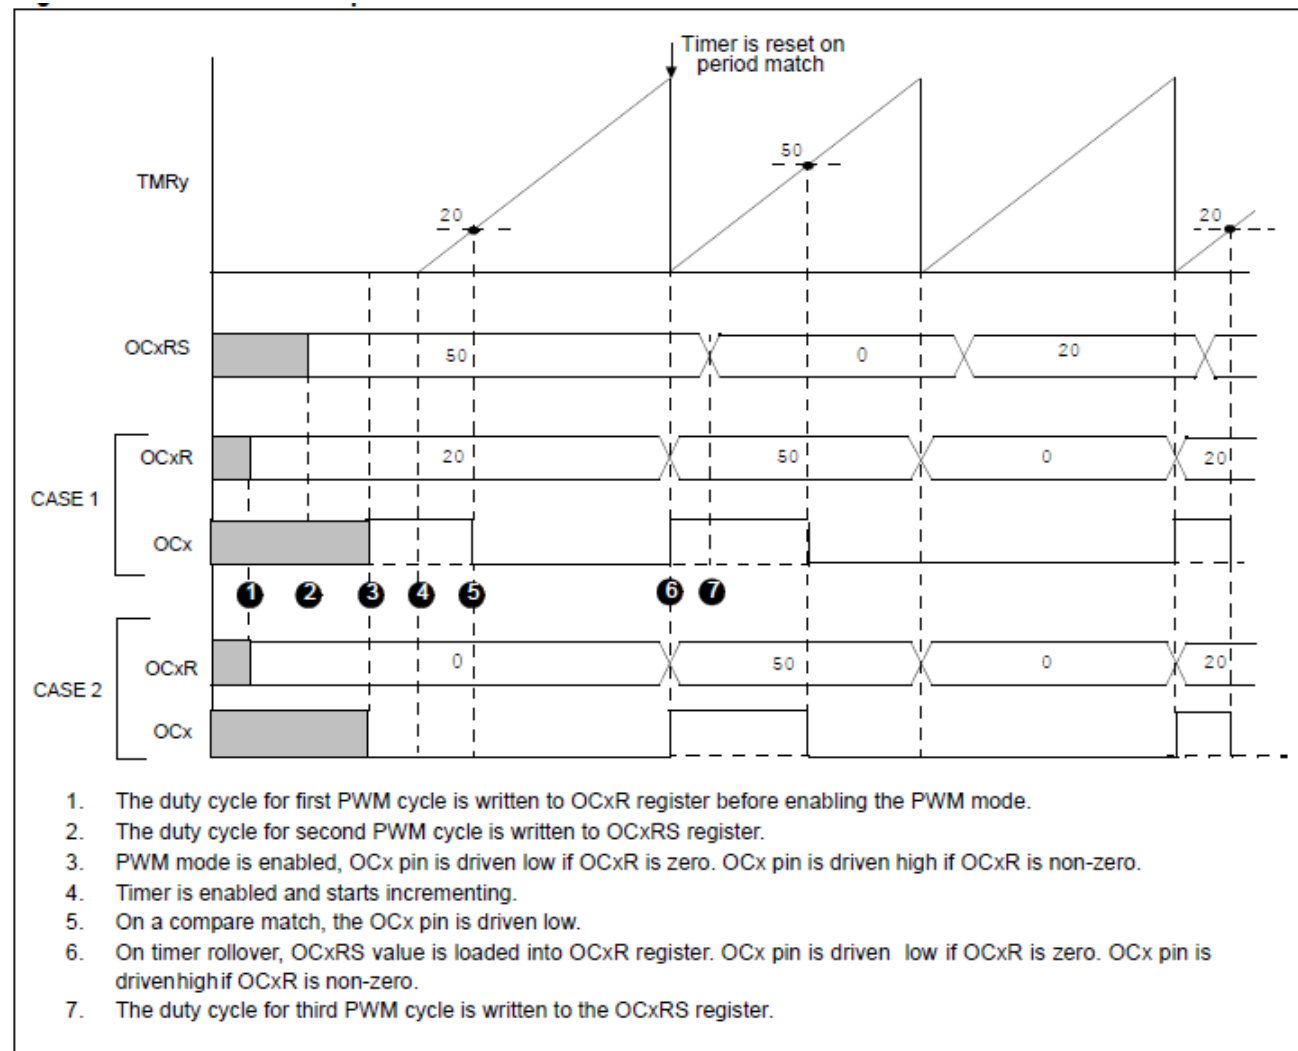 Timer is reset on
period match
TMRy
20
50
20
OCxRS
50
0
20
CASE 1
OCxR
20
50
0
20
OCx
1 2 3 4 5 6 7
CASE 2
OCxR
0
50
0
20
OCx
1. The duty cycle for first PWM cycle is written to OCxR register before enabling the PWM mode.
2. The duty cycle for second PWM cycle is written to OCxRS register.
3. PWM mode is enabled, OCx pin is driven low if OCxR is zero. OCx pin is driven high if OCxR is non-zero.
4. Timer is enabled and starts incrementing.
5. On a compare match, the OCx pin is driven low.
6. On timer rollover, OCxRS value is loaded into OCxR register. OCx pin is driven low if OCxR is zero. OCx pin is
drivenhighif OCxR is non-zero.
7. The duty cycle for third PWM cycle is written to the OCxRS register.